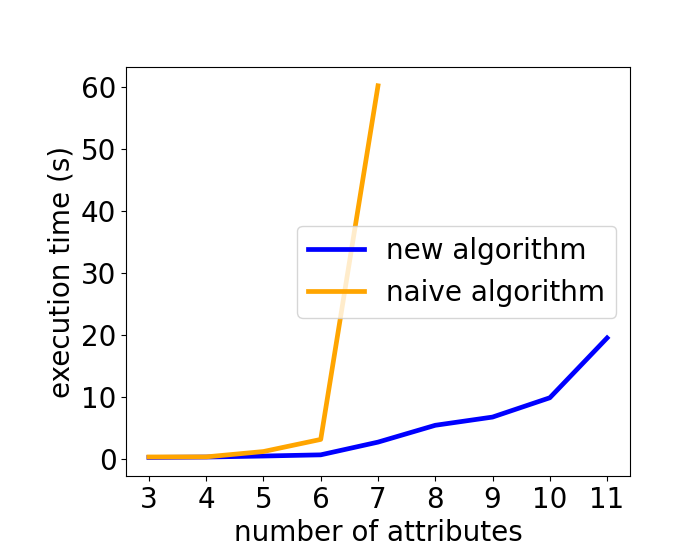 execution time (s)
60
50
40
30
20
10
0
new algorithm
naive algorithm
3 4 5 6 7 8 9 10 11
number of attributes